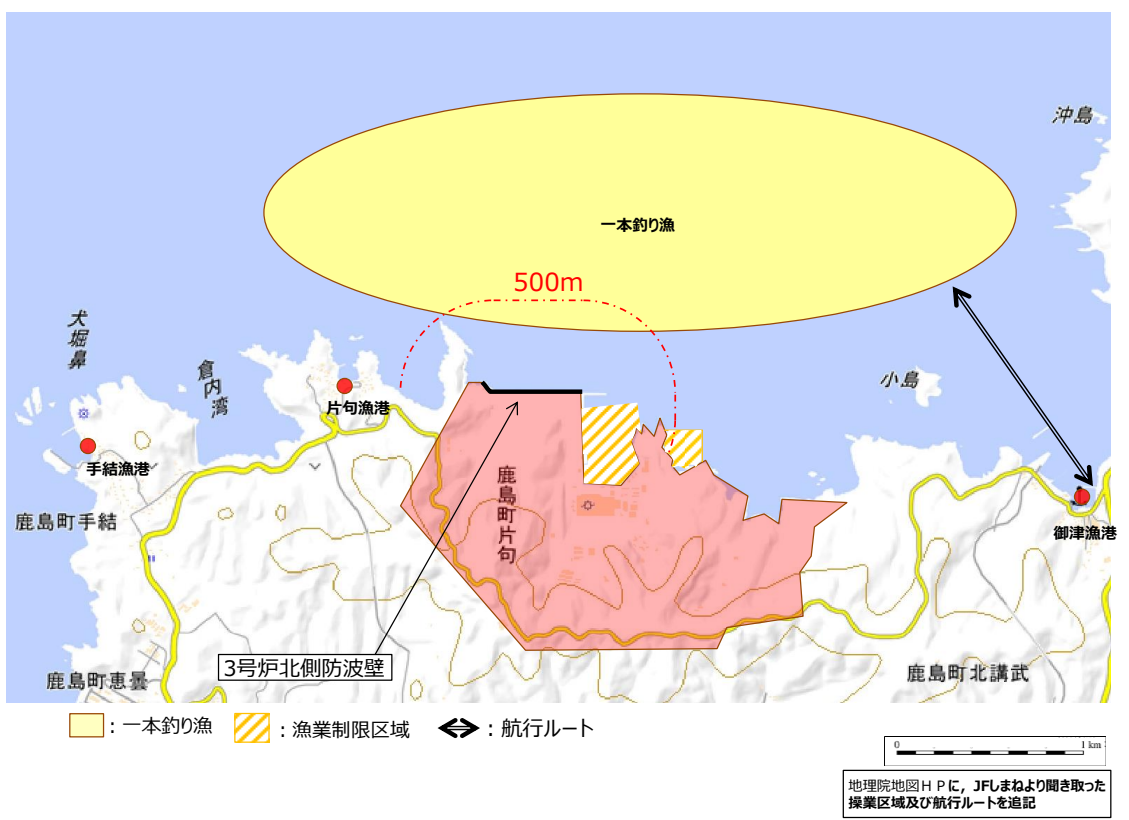 沖島
一本釣り漁
500m
犬堀鼻
倉内湾
小島
片句漁港
手結漁港
鹿島町片句
鹿島町手結
御津漁港
3号炉北側防波壁
鹿島町恵曇
鹿島町北講武
：一本釣り漁
：漁業制限区域
：航行ルート
0 1 km
地理院地図ＨＰに，JFしまねより聞き取った
操業区域及び航行ルートを追記